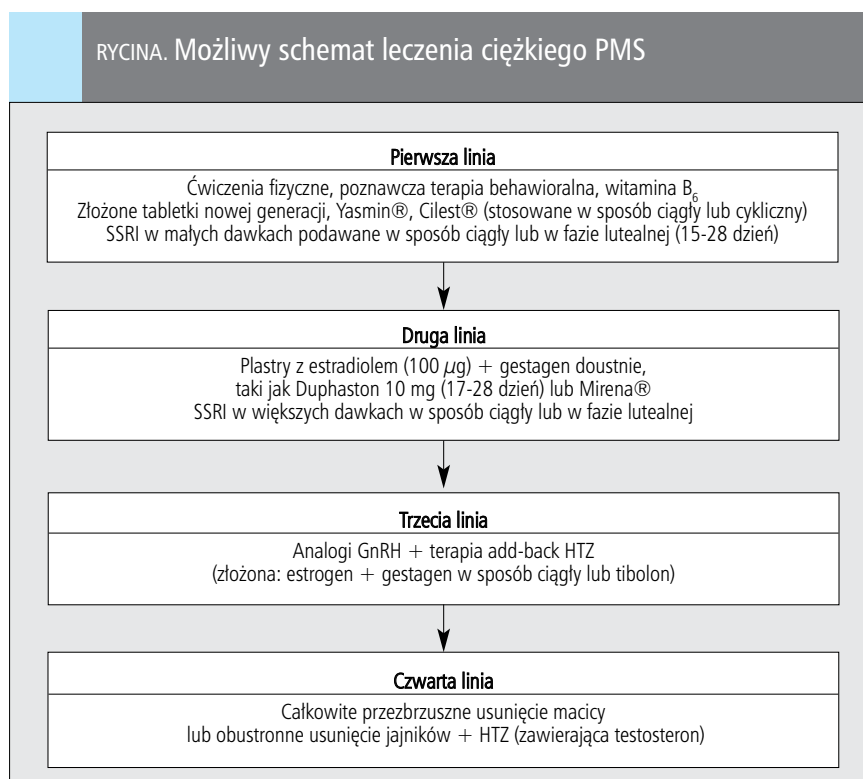 RYCINA. Możliwy schemat leczenia ciężkiego PMS
Pierwsza linia
Ćwiczenia fizyczne, poznawcza terapia behawioralna, witamina B₆
Złożone tabletki nowej generacji, Yasmin®, Cilest® (stosowane w sposób ciągły lub cykliczny)
SSRI w małych dawkach podawane w sposób ciągły lub w fazie lutealnej (15-28 dzień)
Druga linia
Plastry z estradiolem (100 μg) + gestagen doustnie,
taki jak Duphaston 10 mg (17-28 dzień) lub Mirena®
SSRI w większych dawkach w sposób ciągły lub w fazie lutealnej
Trzecia linia
Analogi GnRH + terapia add-back HTZ
(złożona: estrogen + gestagen w sposób ciągły lub tibolon)
Czwarta linia
Całkowite przezbrzuszne usunięcie macicy
lub obustronne usunięcie jajników + HTZ (zawierająca testosteron)